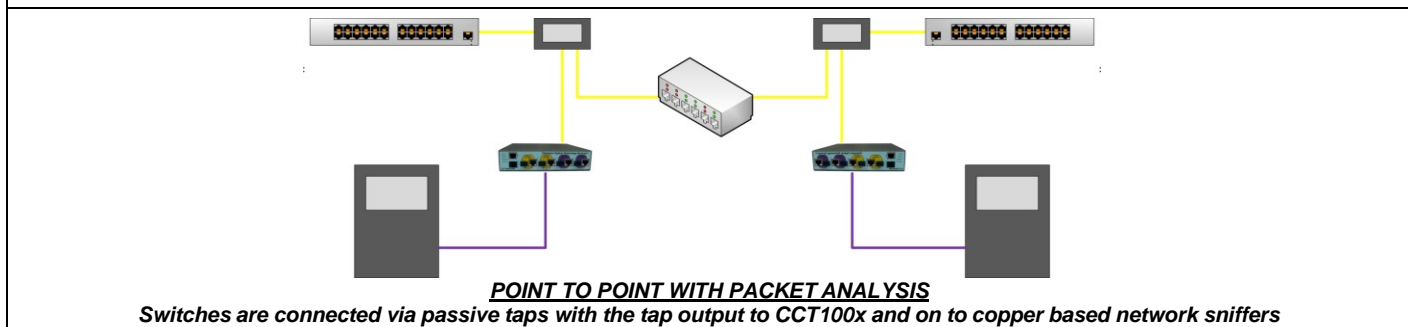 POINT TO POINT WITH PACKET ANALYSIS
Switches are connected via passive taps with the tap output to CCT100x and on to copper based network sniffers